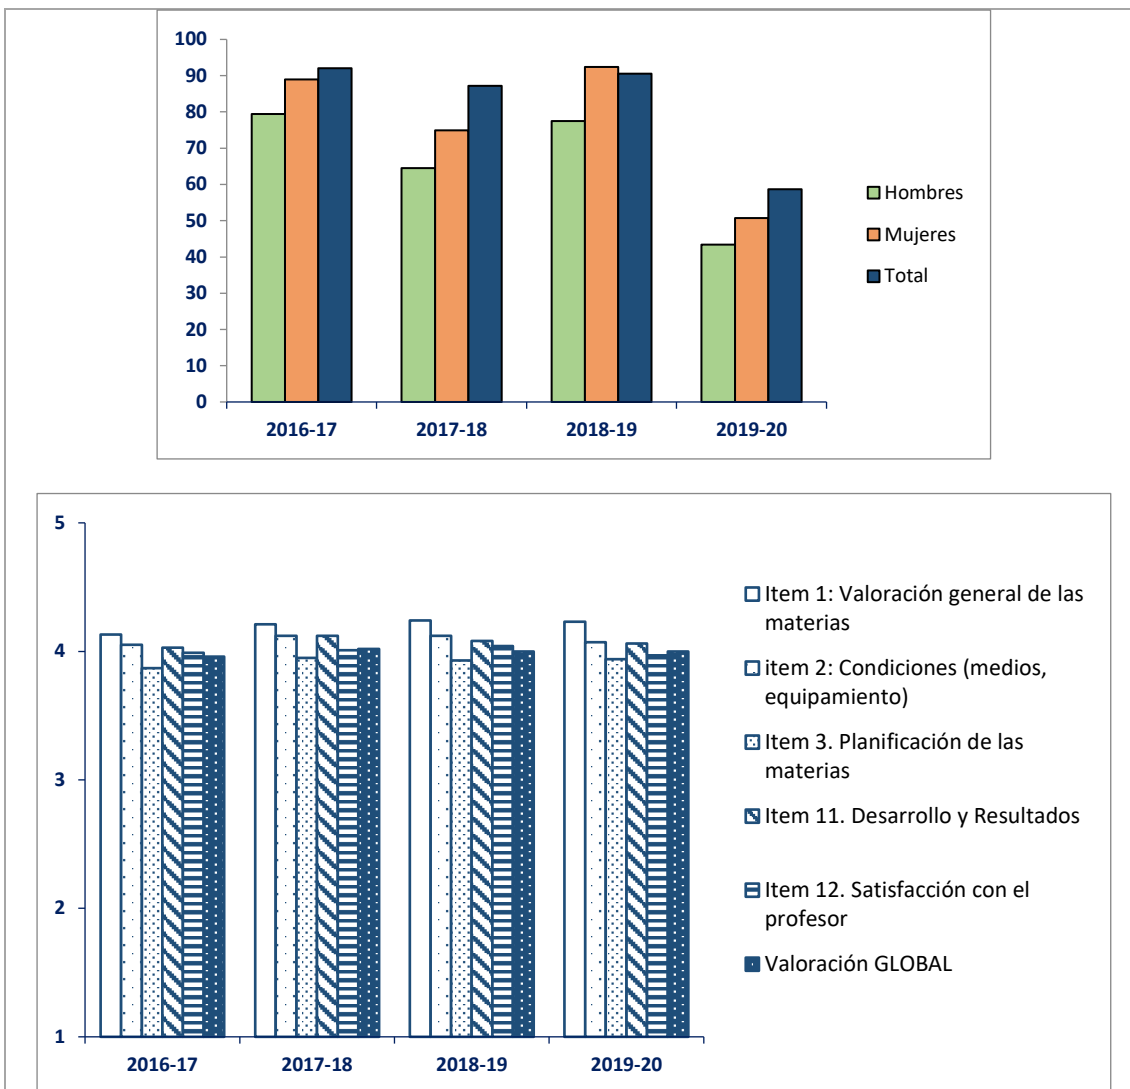 100
90
80
70
60
50
40
30
20
10
0
2016-17
2017-18
2018-19
2019-20
Hombres
Mujeres
Total
5
4
3
2
1
2016-17
2017-18
2018-19
2019-20
Item 1: Valoración general de las
materias
item 2: Condiciones (medios,
equipamiento)
Item 3. Planificación de las
materias
Item 11. Desarrollo y Resultados
Item 12. Satisfacción con el
profesor
Valoración GLOBAL